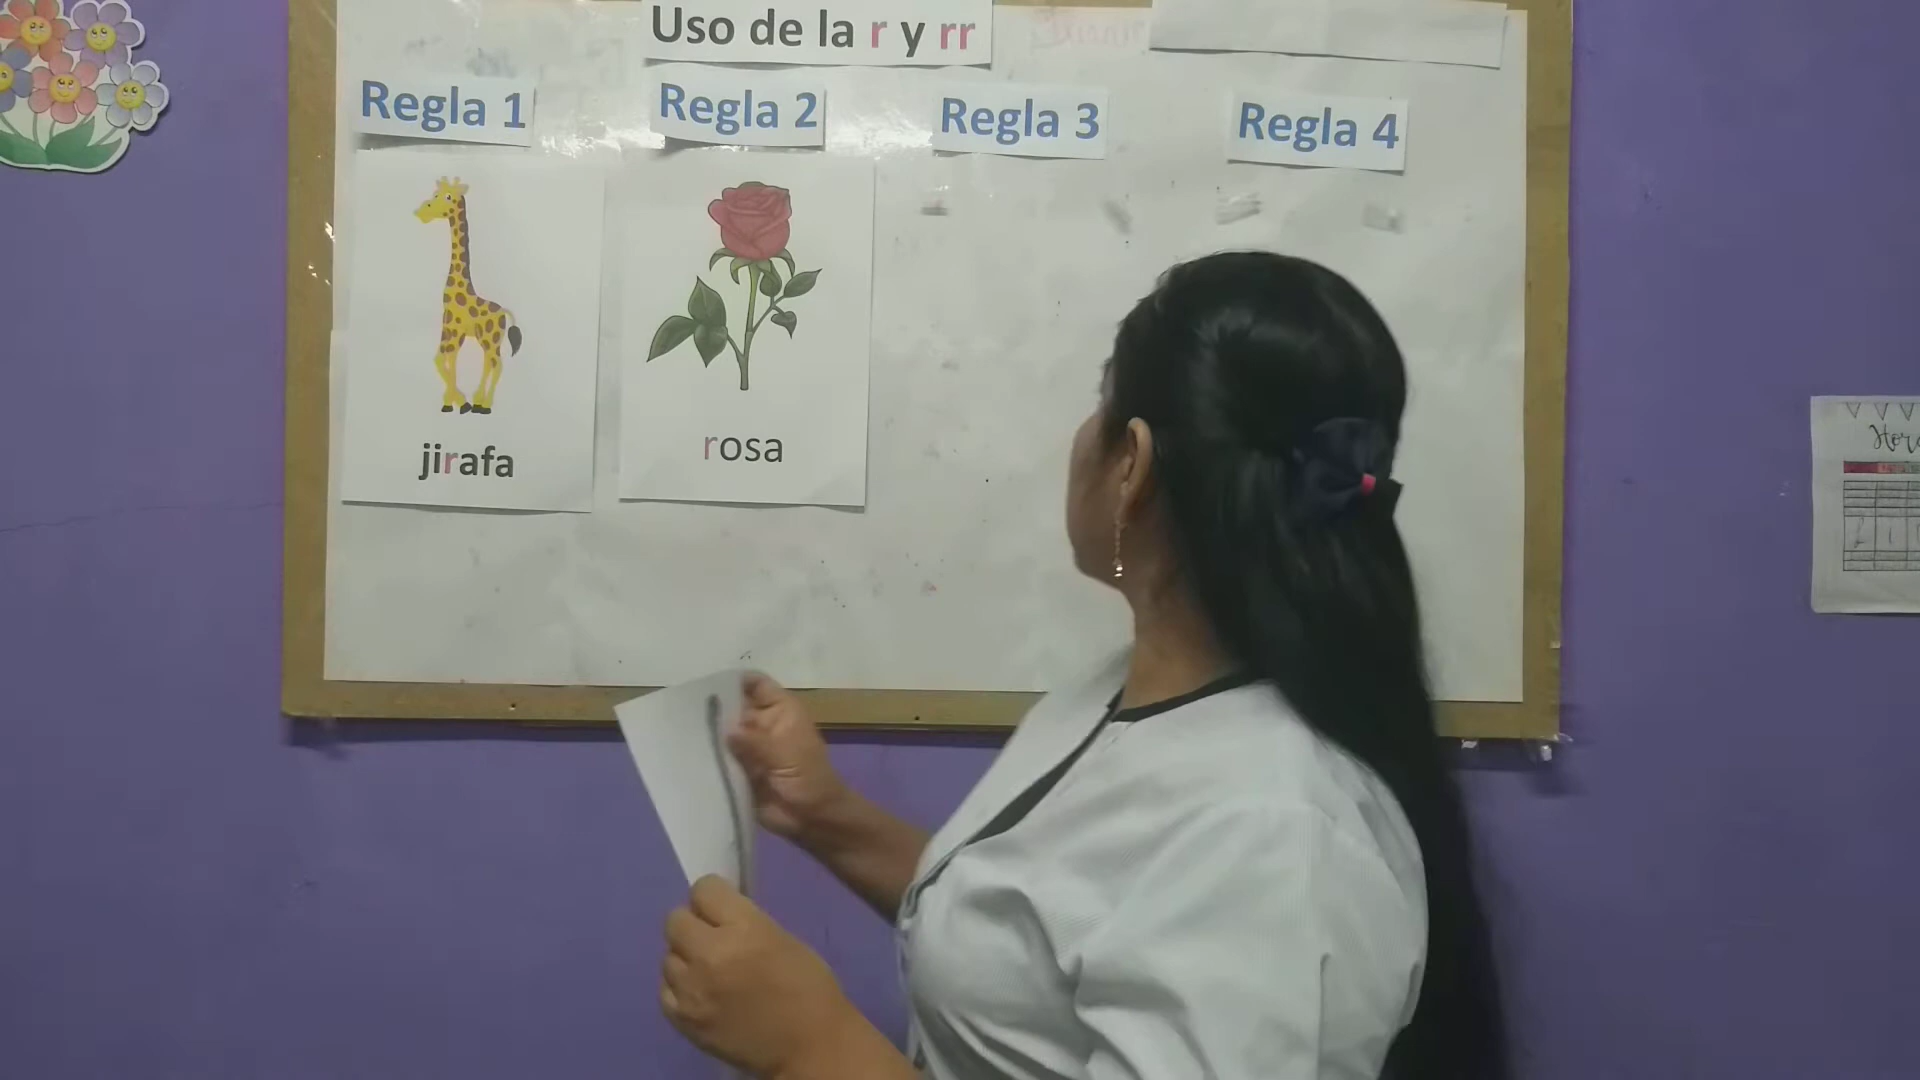 Uso de la r y rr
Regla 1
Regla 2
Regla 3
Regla 4
jirafa
rosa